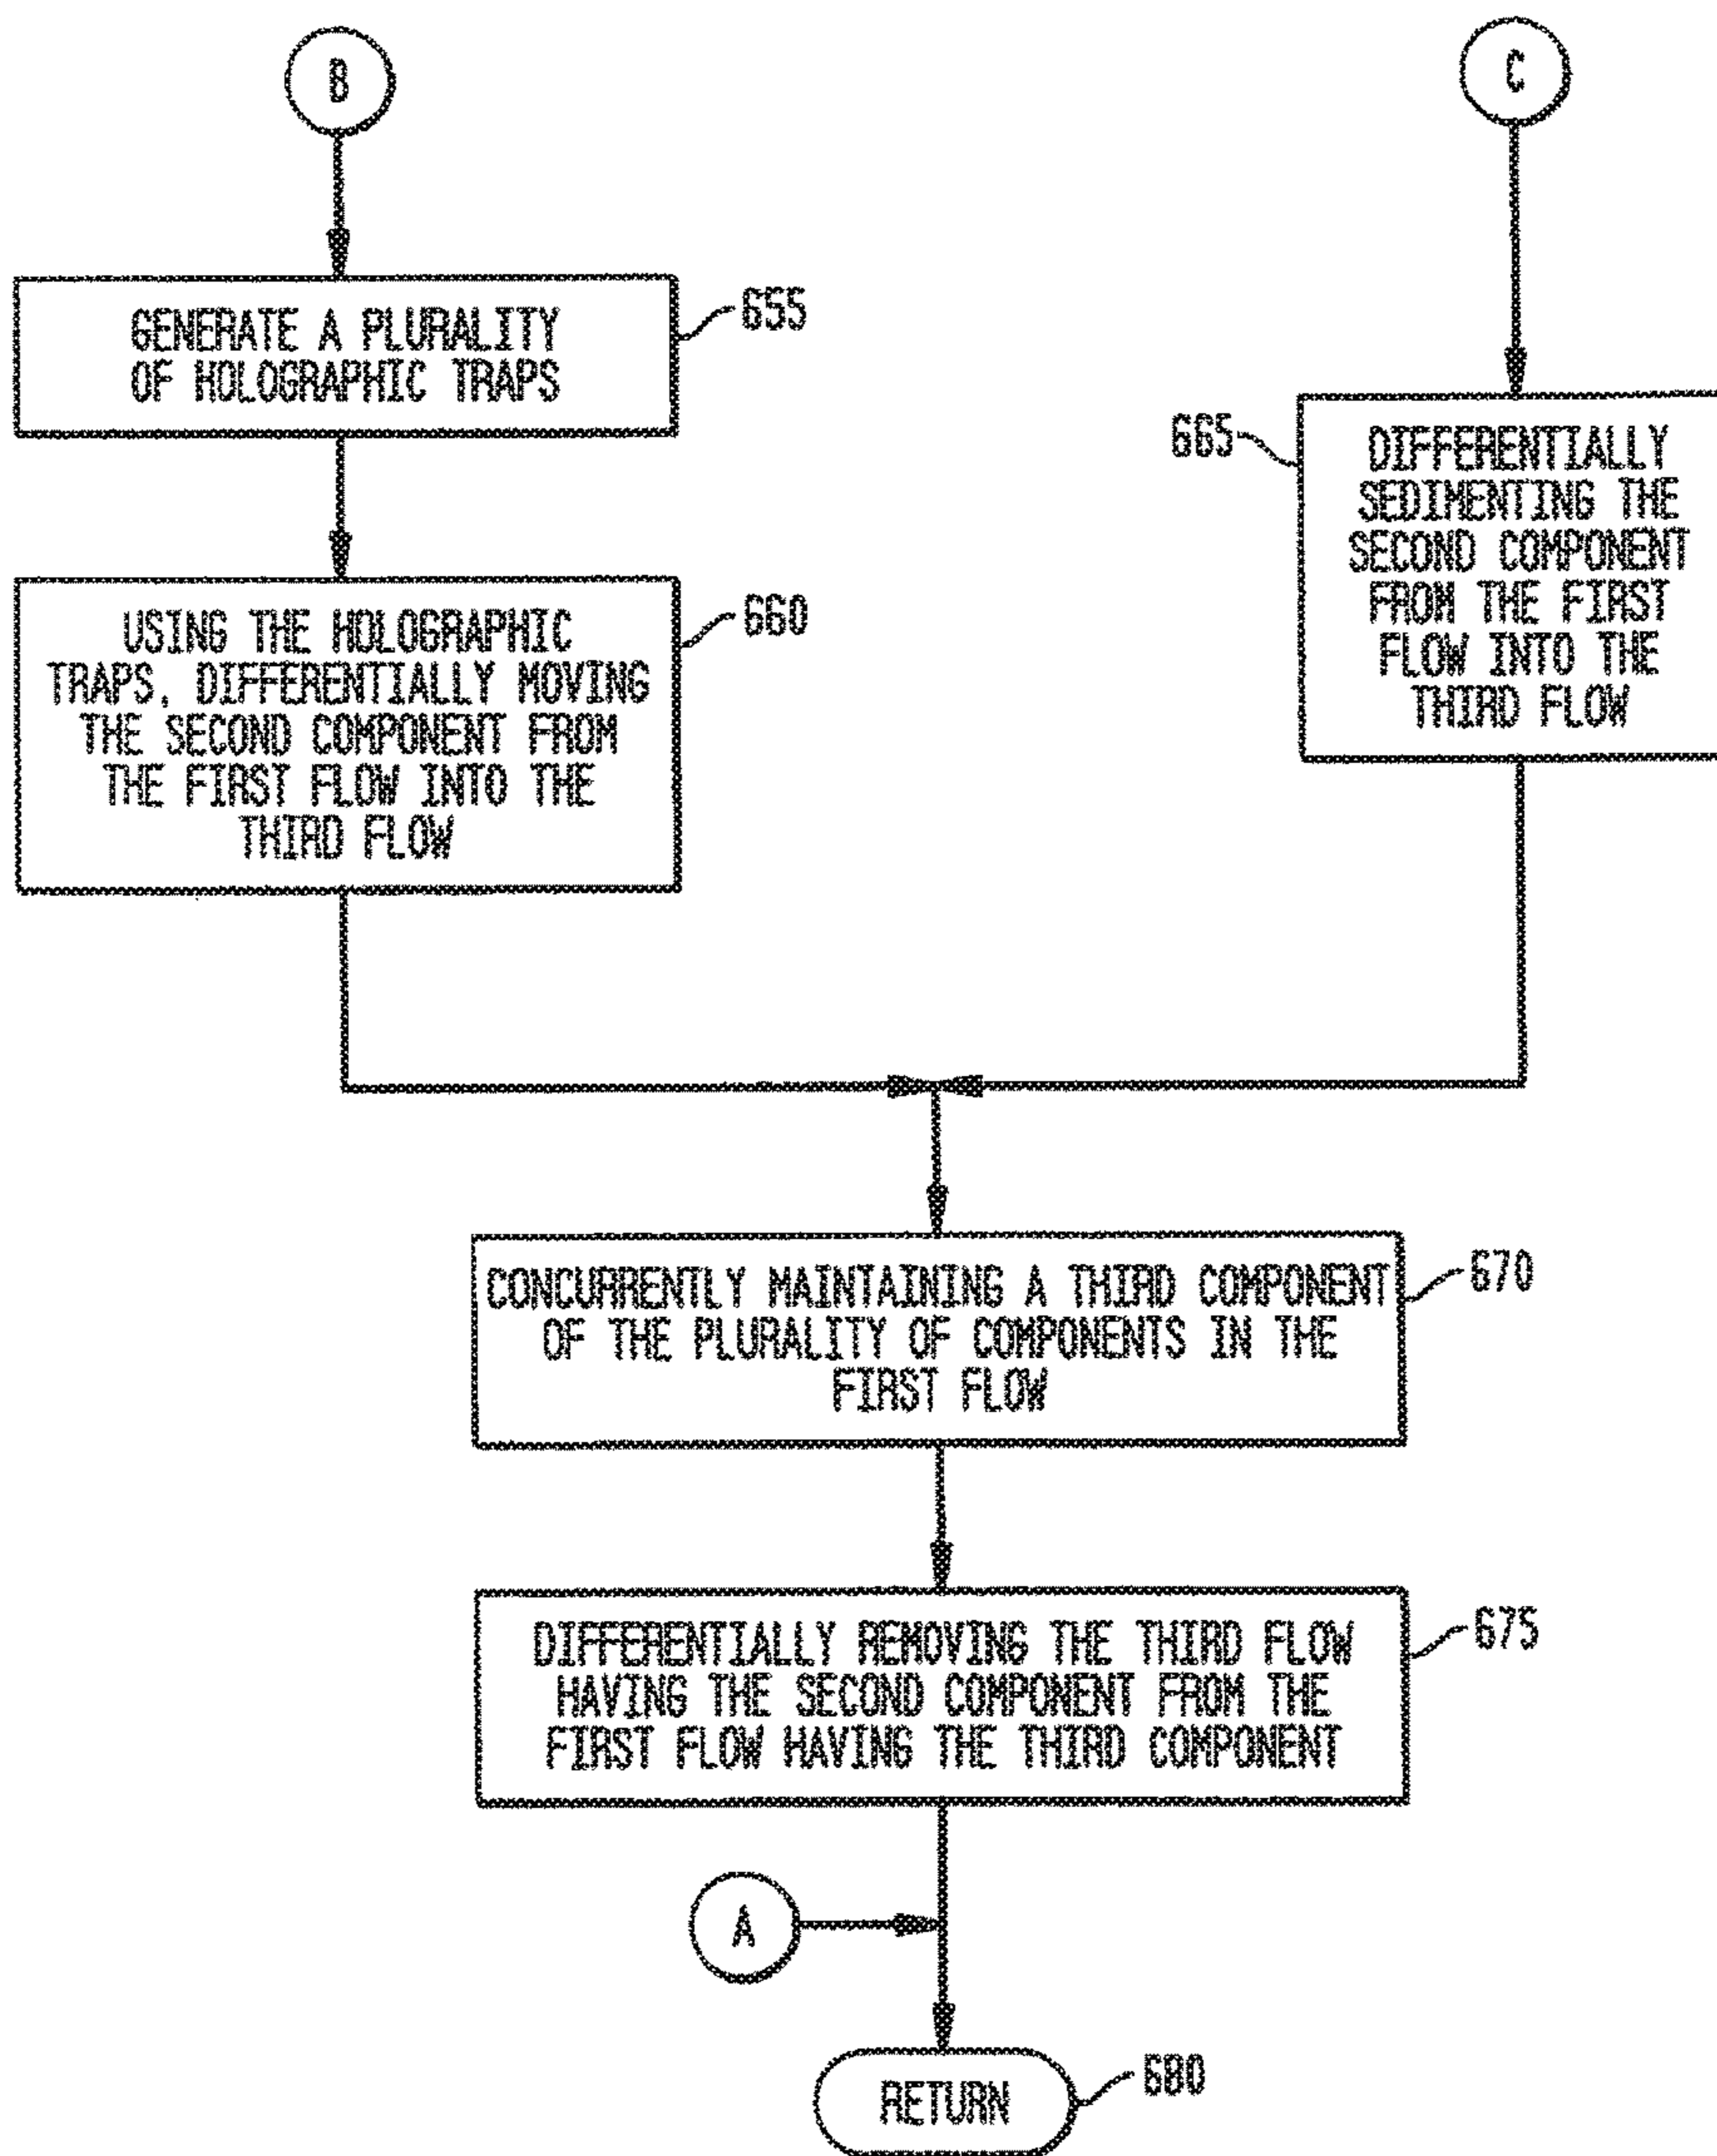 B
C
GENERATE A PLURALITY
OF HOLOGRAPHIC TRAPS
655
USING THE HOLOGRAPHIC
TRAPS, DIFFERENTIALLY MOVING
THE SECOND COMPONENT FROM
THE FIRST FLOW INTO THE
THIRD FLOW
660
665
DIFFERENTIALLY
SEDIMENTING THE
SECOND COMPONENT
FROM THE FIRST
FLOW INTO THE
THIRD FLOW
CONCURRENTLY MAINTAINING A THIRD COMPONENT
OF THE PLURALITY OF COMPONENTS IN THE
FIRST FLOW
670
DIFFERENTIALLY REMOVING THE THIRD FLOW
HAVING THE SECOND COMPONENT FROM THE
FIRST FLOW HAVING THE THIRD COMPONENT
675
A
RETURN
680